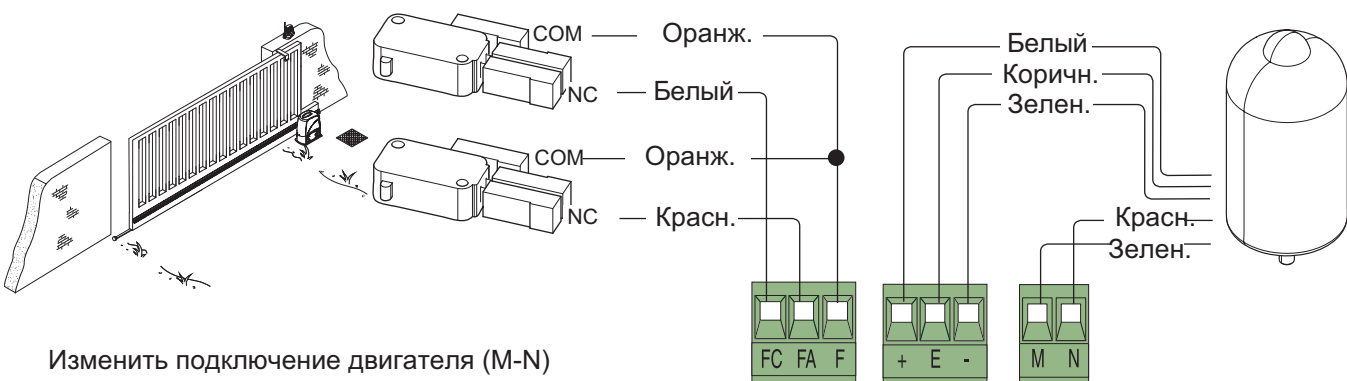 COM Оранж.
NC Белый
COM Оранж.
NC Красн.
Белый
Коричн.
Зелен.
Красн.
Зелен.
FC FA F
+ E -
M N
Изменить подключение двигателя (M-N)